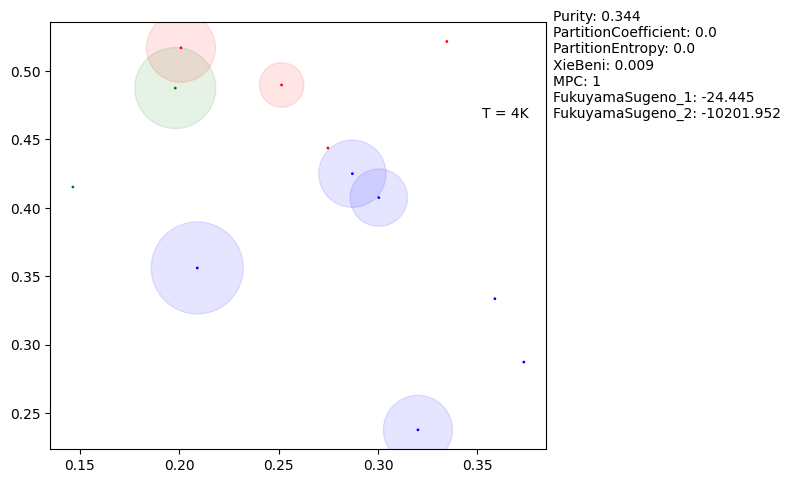 Purity: 0.344
PartitionCoefficient: 0.0
PartitionEntropy: 0.0
XieBeni: 0.009
MPC: 1
FukuyamaSugeno_1: -24.445
FukuyamaSugeno_2: -10201.952
T = 4K
0.50
0.45
0.40
0.35
0.30
0.25
0.15
0.20
0.25
0.30
0.35